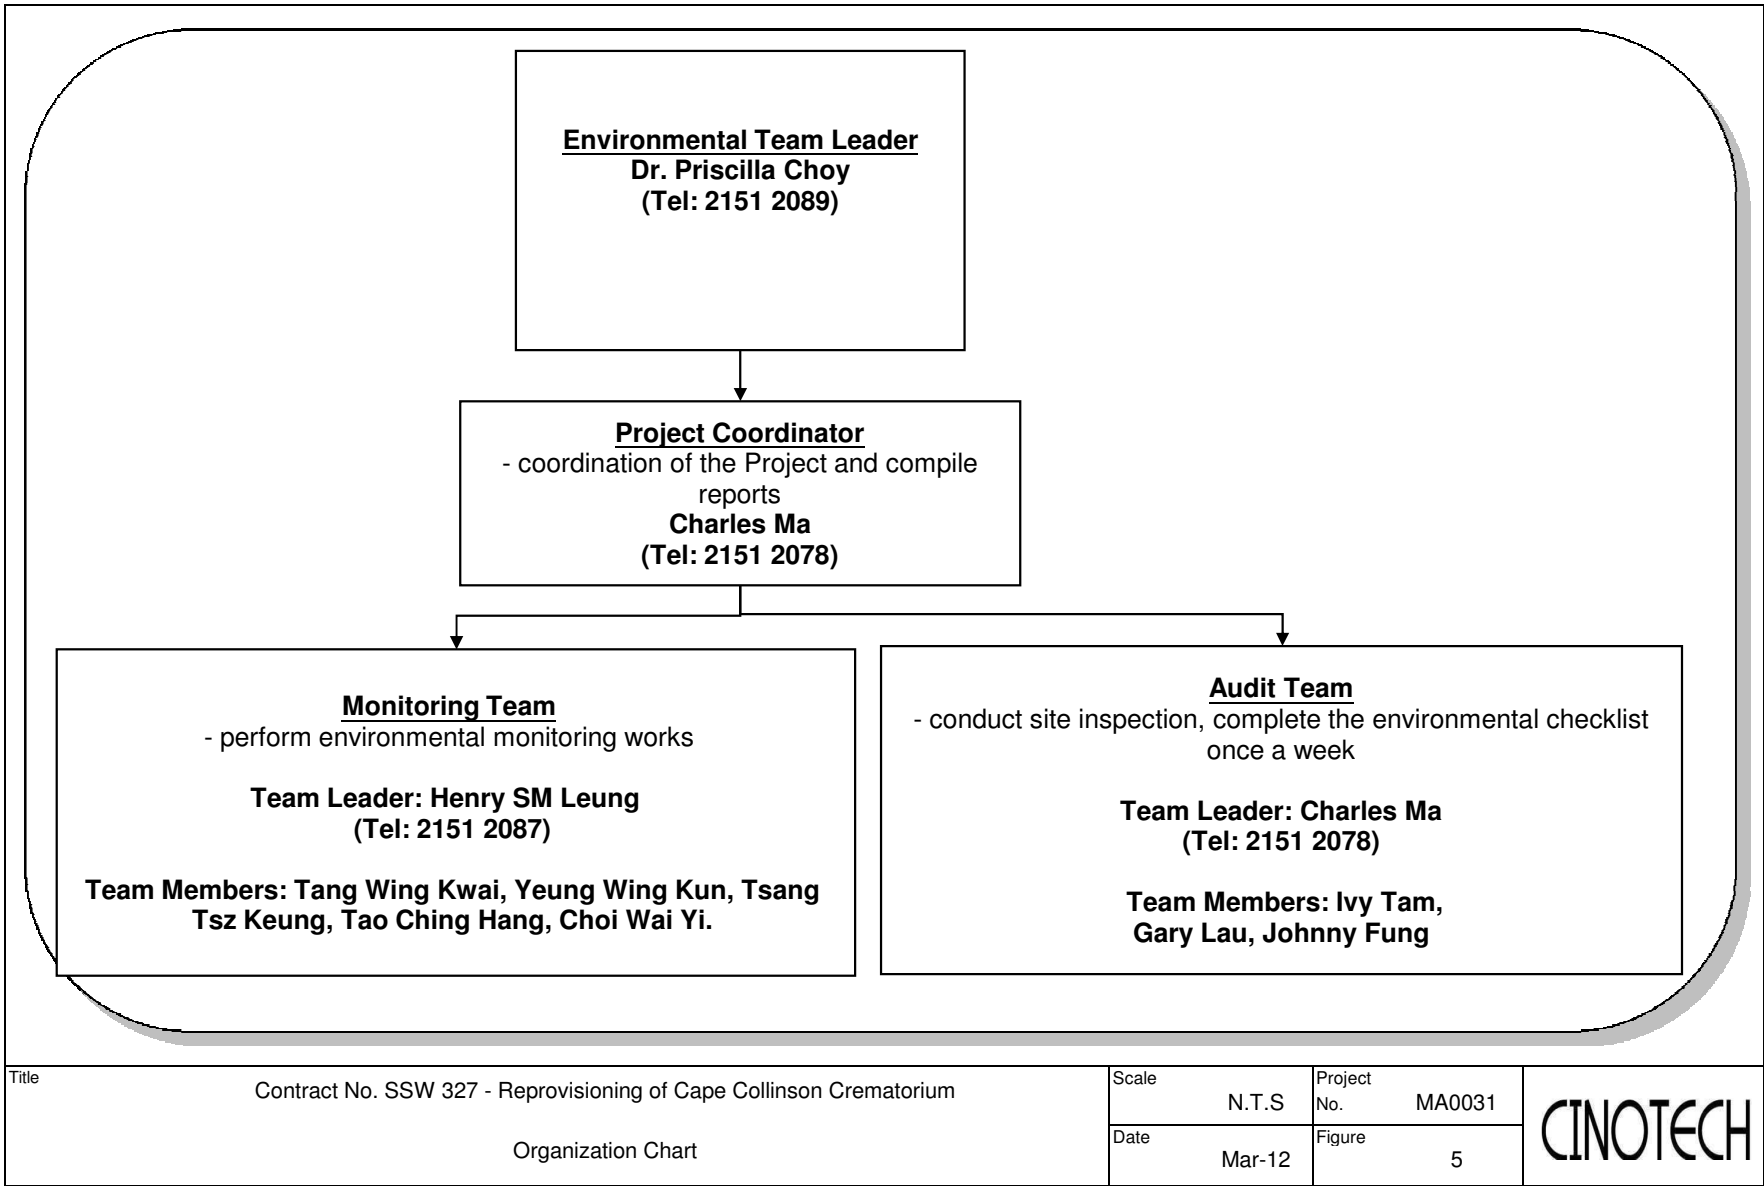 Environmental Team Leader
Dr. Priscilla Choy
(Tel: 2151 2089)
Project Coordinator
- coordination of the Project and compile
reports
Charles Ma
(Tel: 2151 2078)
Monitoring Team
- perform environmental monitoring works
Team Leader: Henry SM Leung
(Tel: 2151 2087)
Team Members: Tang Wing Kwai, Yeung Wing Kun, Tsang
Tsz Keung, Tao Ching Hang, Choi Wai Yi.
Audit Team
- conduct site inspection, complete the environmental checklist
once a week
Team Leader: Charles Ma
(Tel: 2151 2078)
Team Members: Ivy Tam,
Gary Lau, Johnny Fung
Title
Contract No. SSW 327 - Reprovisioning of Cape Collinson Crematorium
Organization Chart
Scale
N.T.S
Project
No. MA0031
Date
Mar-12
Figure
5
CINOTECH